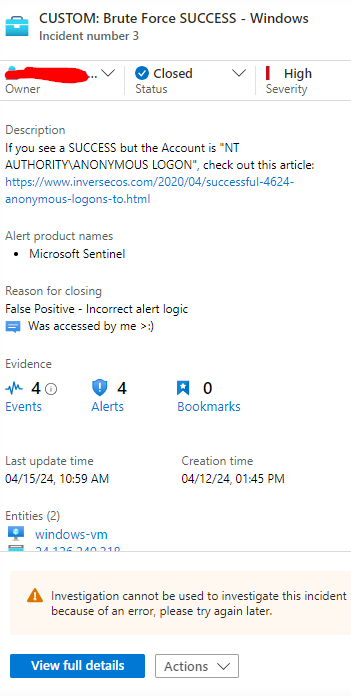 CUSTOM: Brute Force SUCCESS - Windows
Incident number 3
... Closed High
Owner Status Severity
Description
If you see a SUCCESS but the Account is "NT
AUTHORITY\ANONYMOUS LOGON", check out this article:
https://www.inversecos.com/2020/04/successful-4624-
anonymous-logons-to.html
Alert product names
• Microsoft Sentinel
Reason for closing
False Positive - Incorrect alert logic
Was accessed by me >:)
Evidence
4 4 0
Events Alerts Bookmarks
Last update time Creation time
04/15/24, 10:59 AM 04/12/24, 01:45 PM
Entities (2)
windows-vm
Investigation cannot be used to investigate this incident
because of an error, please try again later.
View full details Actions